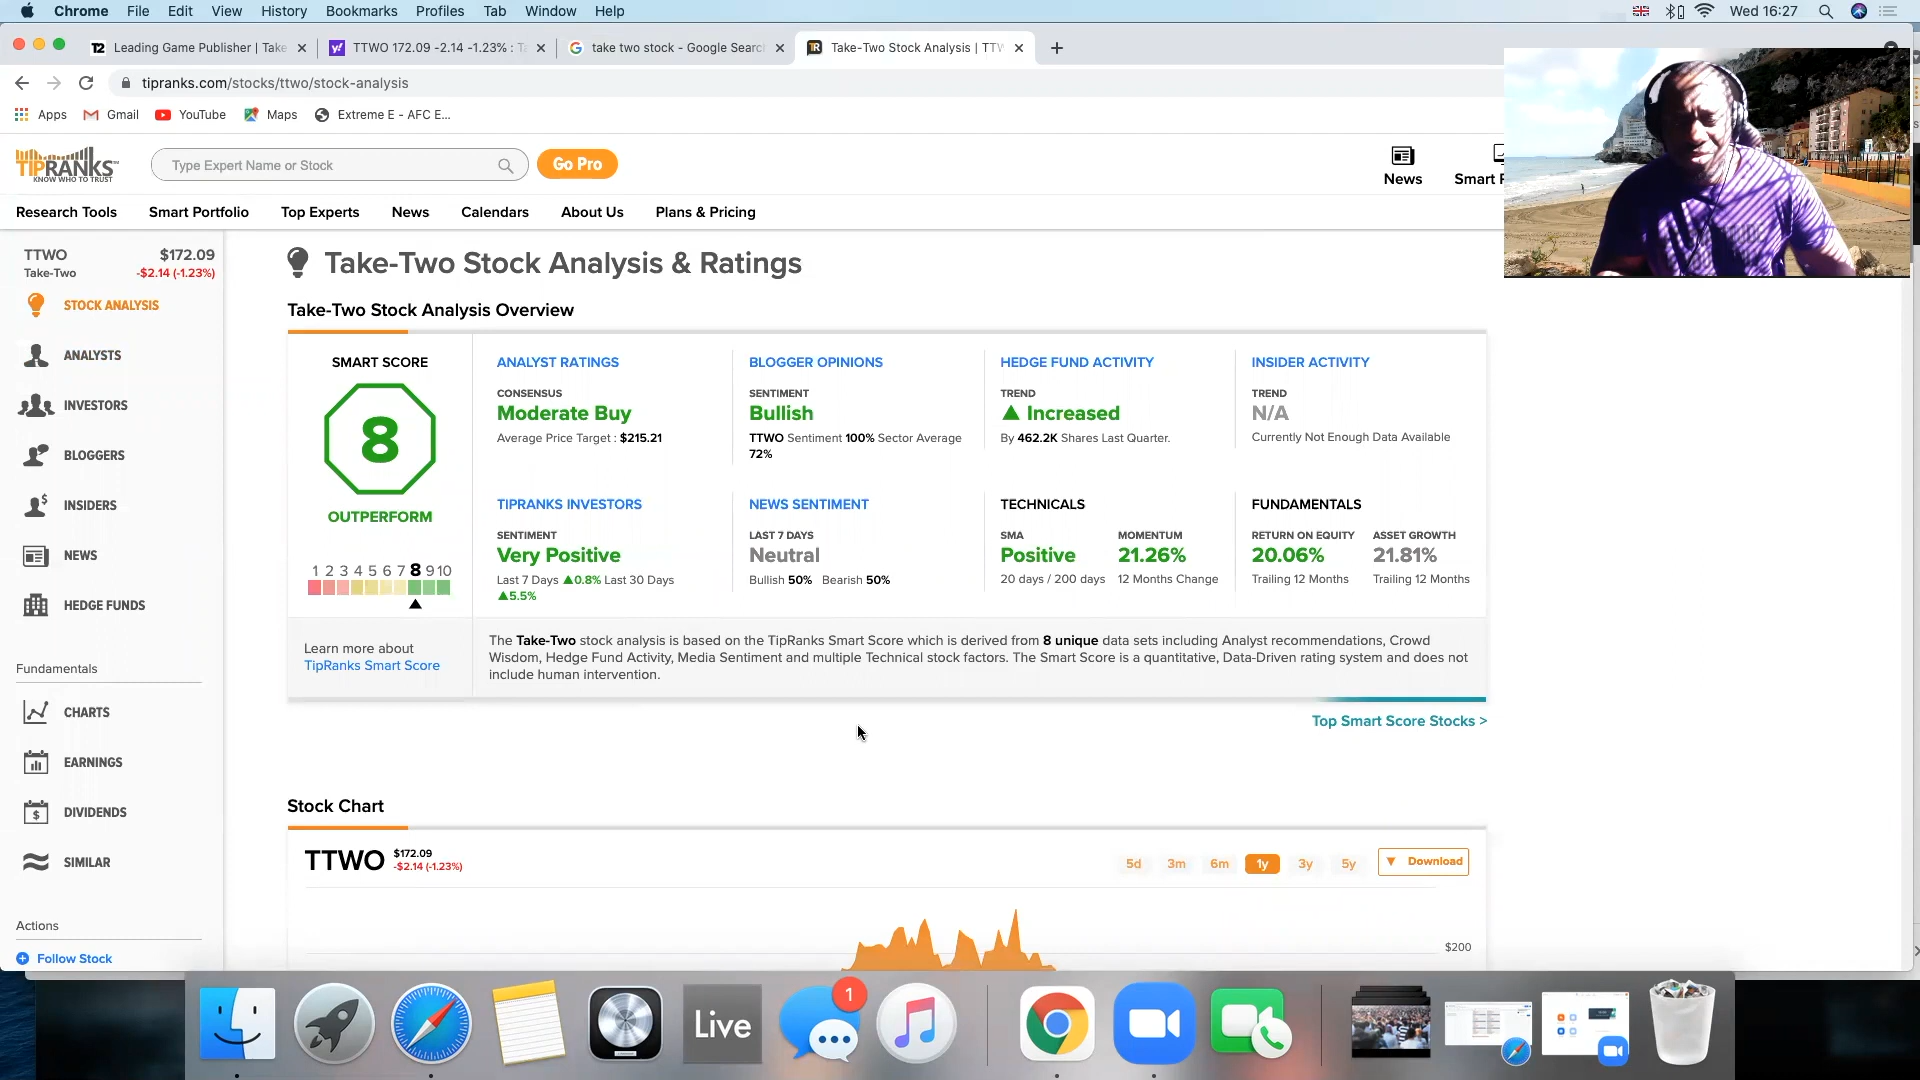 Chrome File Edit View History Bookmarks Profiles Tab Window Help Wed 16:27
Leading Game Publisher | Take
TTWO 172.09 -2.14 -1.23% : T
take two stock - Google Searc
Take-Two Stock Analysis | TTW
tipranks.com/stocks/ttwo/stock-analysis
Apps Gmail YouTube Maps Extreme E - AFC E...
TIPRANKS
KNOW WHO TO TRUST
Type Expert Name or Stock
Go Pro
News
Smart P
Research Tools Smart Portfolio Top Experts News Calendars About Us Plans & Pricing
TTWO $172.09
Take-Two -$2.14 (-1.23%)
STOCK ANALYSIS
ANALYSTS
INVESTORS
BLOGGERS
INSIDERS
NEWS
HEDGE FUNDS
Fundamentals
CHARTS
EARNINGS
DIVIDENDS
SIMILAR
Actions
Follow Stock
Take-Two Stock Analysis & Ratings
Take-Two Stock Analysis Overview
SMART SCORE
8
OUTPERFORM
1 2 3 4 5 6 7 8 9 10
Learn more about
TipRanks Smart Score
ANALYST RATINGS
CONSENSUS
Moderate Buy
Average Price Target : $215.21
BLOGGER OPINIONS
SENTIMENT
Bullish
TTWO Sentiment 100% Sector Average
72%
HEDGE FUND ACTIVITY
TREND
▲ Increased
By 462.2K Shares Last Quarter.
INSIDER ACTIVITY
TREND
N/A
Currently Not Enough Data Available
TIPRANKS INVESTORS
SENTIMENT
Very Positive
Last 7 Days ▲0.8% Last 30 Days
▲5.5%
NEWS SENTIMENT
LAST 7 DAYS
Neutral
Bullish 50% Bearish 50%
TECHNICALS
SMA MOMENTUM
Positive 21.26%
20 days / 200 days 12 Months Change
FUNDAMENTALS
RETURN ON EQUITY ASSET GROWTH
20.06% 21.81%
Trailing 12 Months Trailing 12 Months
The Take-Two stock analysis is based on the TipRanks Smart Score which is derived from 8 unique data sets including Analyst recommendations, Crowd
Wisdom, Hedge Fund Activity, Media Sentiment and multiple Technical stock factors. The Smart Score is a quantitative, Data-Driven rating system and does not
include human intervention.
Top Smart Score Stocks >
Stock Chart
TTWO $172.09
-$2.14 (-1.23%)
5d 3m 6m 1y 3y 5y Download
$200
Live
1